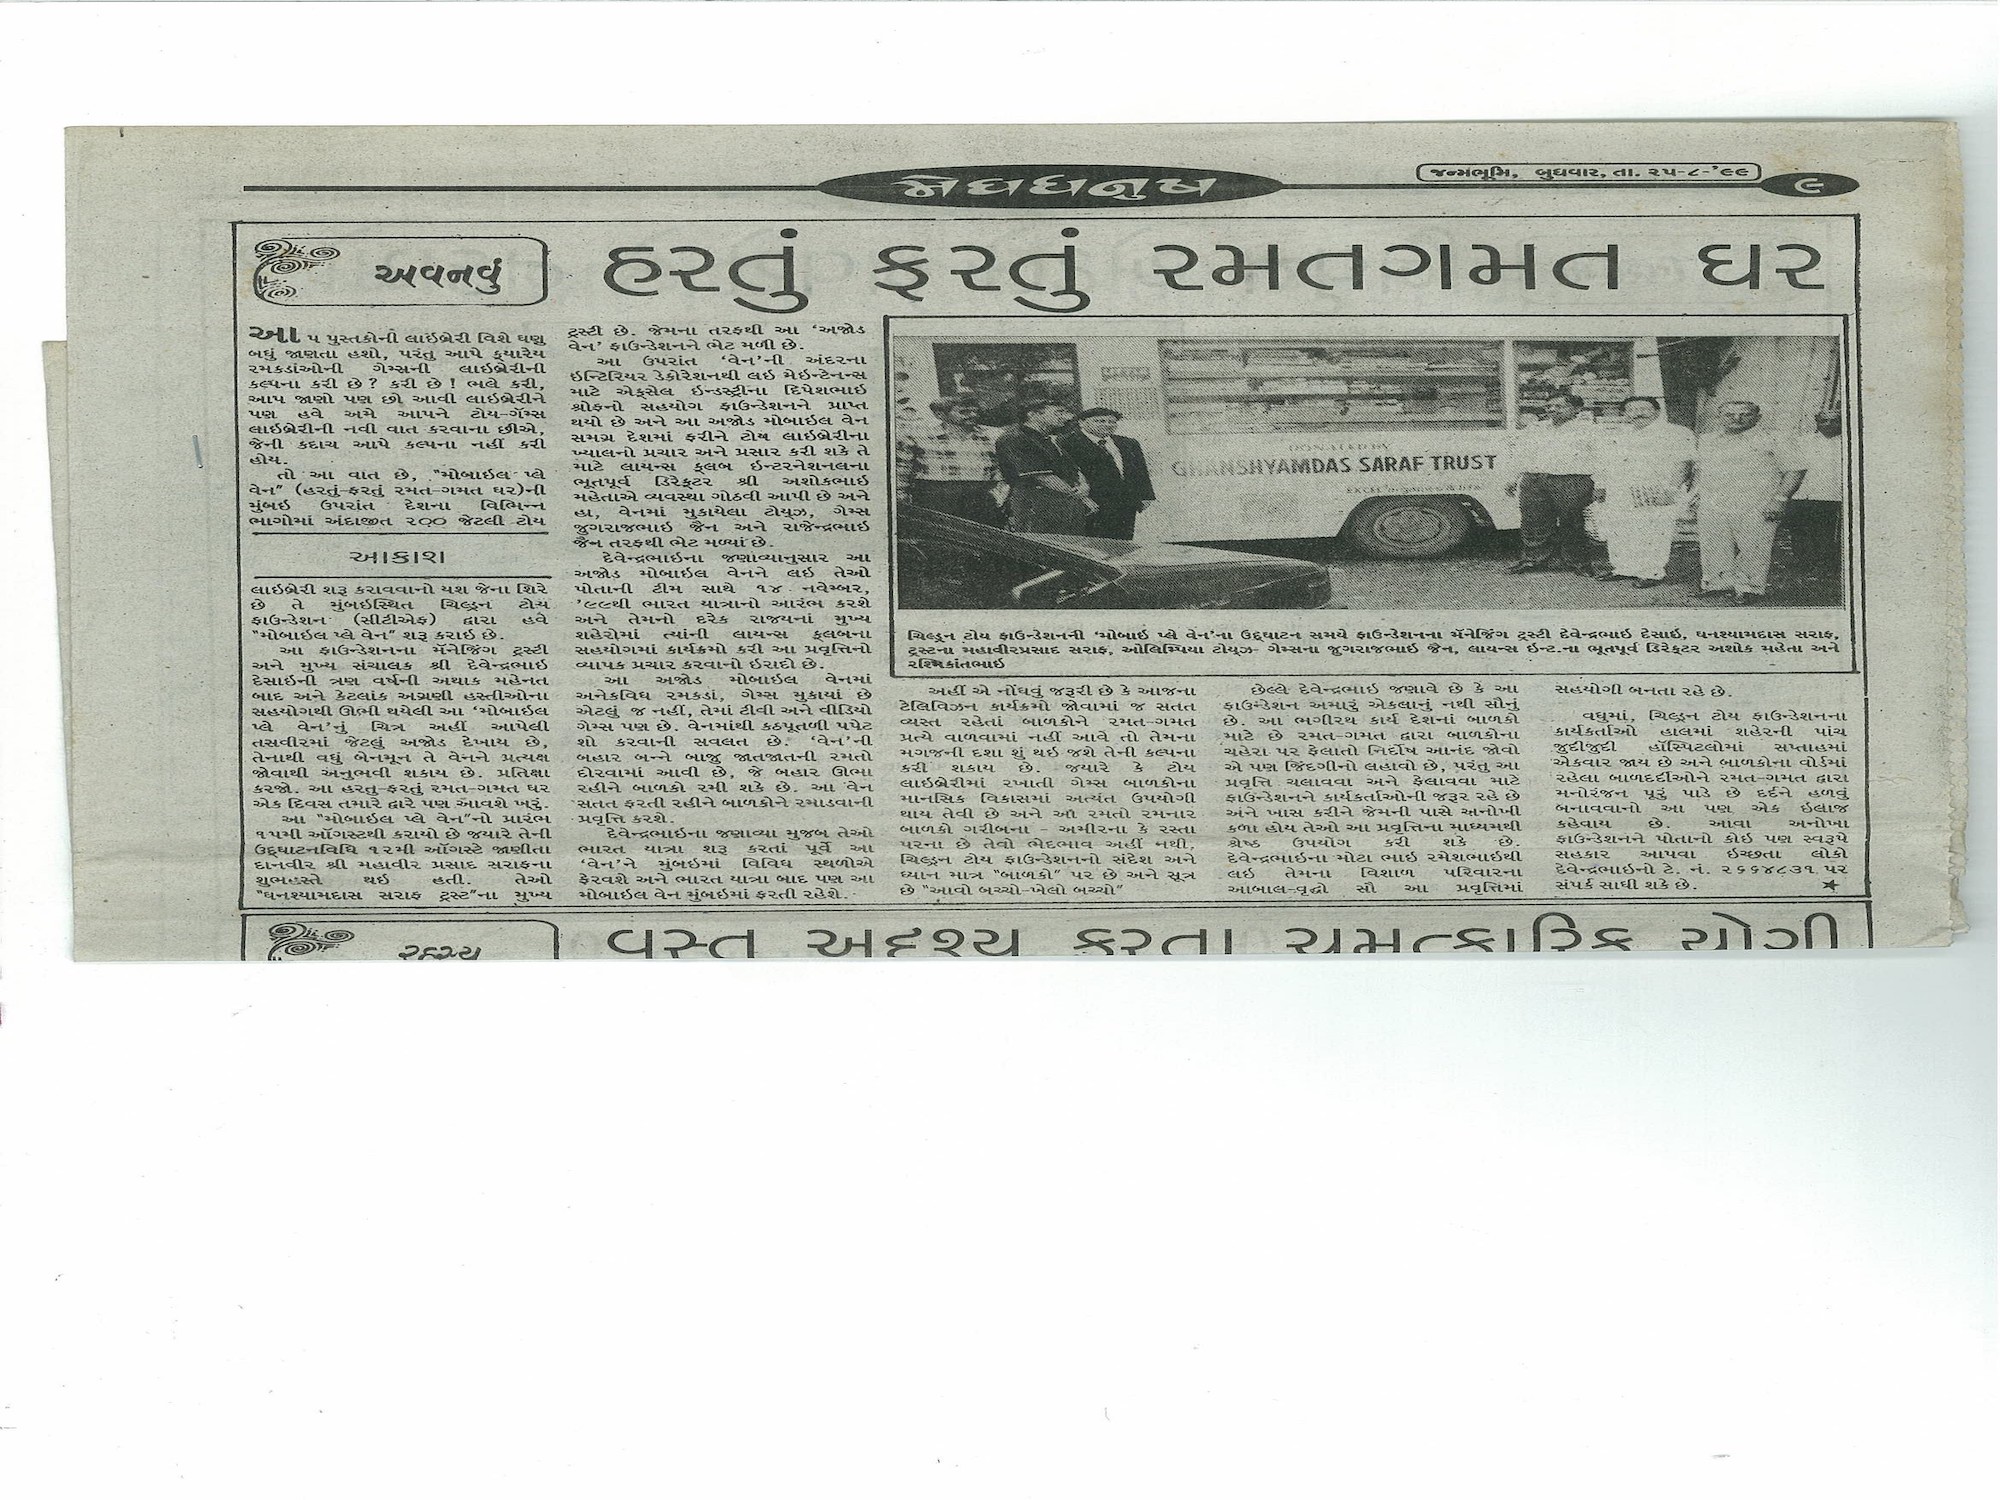 મેઘધનુષ
જન્મભૂમિ, બુધવાર, તા. ૨૫-૮-'૯૯
૯
અવનવું
હરતું ફરતું રમતગમત ઘર
આપ પુસ્તકોની લાઇબ્રેરી વિશે ઘણુ
બધું જાણતા હશો, પરંતુ આપે ક્યારેય
રમકડાંઓની ગેમ્સની લાઇબ્રેરીની
કલ્પના કરી છે? કરી છે! ભલે કરી,
આપ જાણો પણ છો આવી લાઇબ્રેરીને
પણ હવે અમે આપને ટોય-ગૅમ્સ
લાઇબ્રેરીની નવી વાત કરવાના છીએ,
જેની કદાચ આપે કલ્પના નહીં કરી
હોય.
તો આ વાત છે, "મોબાઈલ પ્લે
વેન" (હરતું-ફરતું રમત-ગમત ઘર)ની
મુંબઇ ઉપરાંત દેશના વિભિન્ન
ભાગોમાં અંદાજીત ૨૦૦ જેટલી ટોય
આકાશ
લાઇબ્રેરી શરૂ કરાવવાનો યશ જેના શિરે
છે તે મુંબઇસ્થિત ચિલ્ડ્રન ટોય
ફાઉન્ડેશન (સીટીએફ) દ્વારા હવે
"મોબાઇલ પ્લે વેન" શરૂ કરાઇ છે.
આ ફાઉન્ડેશનના મૅનેજિંગ ટ્રસ્ટી
અને મુખ્ય સંચાલક શ્રી દેવેન્દ્રભાઇ
દેસાઇની ત્રણ વર્ષની અથાક મહેનત
બાદ અને કેટલાંક અગ્રણી હસ્તીઓના
સહયોગથી ઊભી થયેલી આ 'મોબાઇલ
પ્લે વેન'નું ચિત્ર અહીં આપેલી
તસવીરમાં જેટલું અજોડ દેખાય છે,
તેનાથી વધું બેનમૂન તે વેનને પ્રત્યક્ષ
જોવાથી અનુભવી શકાય છે. પ્રતિક્ષા
કરજો. આ હરતુ-ફરતું રમત-ગમત ઘર
એક દિવસ તમારે દ્વારે પણ આવશે ખરું.
આ "મોબાઇલ પ્લે વેન"નો પ્રારંભ
૧૫મી ઑગસ્ટથી કરાયો છે જયારે તેની
ઉદ્ઘાટનવિધિ ૧૨મી ઑગસ્ટે જાણીતા
દાનવીર શ્રી મહાવીર પ્રસાદ સરાફના
શુભહસ્તે થઇ હતી. તેઓ
"ઘનશ્યામદાસ સરાફ ટ્રસ્ટ"ના મુખ્ય
ટ્રસ્ટી છે. જેમના તરફથી આ 'અજોડ
વેન' ફાઉન્ડેશનને ભેટ મળી છે.
આ ઉપરાંત 'વેન'ની અંદરના
ઇન્ટિરિયર ડેકોરેશનથી લઇ મેઇન્ટેનન્સ
માટે એક્સેલ ઇન્ડસ્ટ્રીના દિપેશભાઇ
શ્રોફનો સહયોગ ફાઉન્ડેશનને પ્રાપ્ત
થયો છે અને આ અજોડ મોબાઇલ વેન
સમગ્ર દેશમાં ફરીને ટોય લાઇબ્રેરીના
ખ્યાલનો પ્રચાર અને પ્રસાર કરી શકે તે
માટે લાયન્સ કલબ ઇન્ટરનેશનલના
ભૂતપૂર્વ ડિરેક્ટર શ્રી અશોકભાઇ
મહેતાએ વ્યવસ્થા ગોઠવી આપી છે અને
હા, વેનમાં મુકાયેલા ટોય્ઝ, ગેમ્સ
જુગરાજભાઇ જૈન અને રાજેન્દ્રભાઇ
જૈન તરફથી ભેટ મળ્યાં છે.
દેવેન્દ્રભાઇના જણાવ્યાનુસાર આ
અજોડ મોબાઇલ વેનને લઇ તેઓ
પોતાની ટીમ સાથે ૧૪ નવેમ્બર,
'૯૯થી ભારત યાત્રાનો આરંભ કરશે
અને તેમનો દરેક રાજયનાં મુખ્ય
શહેરોમાં ત્યાંની લાયન્સ ક્લબના
સહયોગમાં કાર્યક્રમો કરી આ પ્રવૃત્તિનો
વ્યાપક પ્રચાર કરવાનો ઈરાદો છે.
આ અજોડ મોબાઇલ વેનમાં
અનેકવિધ રમકડાં, ગેમ્સ મુકાયાં છે
એટલું જ નહીં, તેમાં ટીવી અને વીડિયો
ગેમ્સ પણ છે. વેનમાંથી કઠપૂતળી પપેટ
શો કરવાની સવલત છે. 'વેન'ની
બહાર બન્ને બાજુ જાતજાતની રમતો
દોરવામાં આવી છે, જે બહાર ઊભા
રહીને બાળકો રમી શકે છે. આ વેન
સતત ફરતી રહીને બાળકોને રમાડવાની
પ્રવૃત્તિ કરશે.
દેવેન્દ્રભાઇના જણાવ્યા મુજબ તેઓ
ભારત યાત્રા શરૂ કરતાં પૂર્વે આ
'વેન'ને મુંબઇમાં વિવિધ સ્થળોએ
ફેરવશે અને ભારત યાત્રા બાદ પણ આ
મોબાઇલ વેન મુંબઇમાં ફરતી રહેશે.
DONATED BY
GHANSHYAMDAS SARAF TRUST
ચિલ્ડ્રન ટોય ફાઉન્ડેશનની 'મોબાઈ પ્લે વેન'ના ઉદ્ઘાટન સમયે ફાઉન્ડેશનના મૅનેજિંગ ટ્રસ્ટી દેવેન્દ્રભાઈ દેસાઇ, ઘનશ્યામદાસ સરાફ,
ટ્રસ્ટના મહાવીરપ્રસાદ સરાફ, ઓલિમ્પિયા ટોય્ઝ- ગેમ્સના જુગરાજભાઈ જૈન, લાયન્સ ઈન્ટ.ના ભૂતપૂર્વ ડિરેક્ટર અશોક મહેતા અને
રશ્મિકાંતભાઈ
અહીં એ નોંધવું જરૂરી છે કે આજના
ટેલિવિઝન કાર્યક્રમો જોવામાં જ સતત
વ્યસ્ત રહેતાં બાળકોને રમત-ગમત
પ્રત્યે વાળવામાં નહીં આવે તો તેમના
મગજની દશા શું થઇ જશે તેની કલ્પના
કરી શકાય છે. જયારે કે ટોય
લાઇબ્રેરીમાં રખાતી ગેમ્સ બાળકોના
માનસિક વિકાસમાં અત્યંત ઉપયોગી
થાય તેવી છે અને આ રમતો રમનાર
બાળકો ગરીબના - અમીરના કે રસ્તા
પરના છે તેવો ભેદભાવ અહીં નથી,
ચિલ્ડ્રન ટોય ફાઉન્ડેશનનો સંદેશ અને
ધ્યાન માત્ર "બાળકો" પર છે અને સૂત્ર
છે "આવો બચ્ચો-ખેલો બચ્ચો"
છેલ્લે દેવેન્દ્રભાઇ જણાવે છે કે આ
ફાઉન્ડેશન અમારું એકલાનું નથી સૌનું
છે. આ ભગીરથ કાર્ય દેશનાં બાળકો
માટે છે રમત-ગમત દ્વારા બાળકોના
ચહેરા પર ફેલાતો નિર્દોષ આનંદ જોવો
એ પણ જિંદગીનો લહાવો છે, પરંતુ આ
પ્રવૃત્તિ ચલાવવા અને ફેલાવવા માટે
ફાઉન્ડેશનને કાર્યકર્તાઓની જરૂર રહે છે
અને ખાસ કરીને જેમની પાસે અનોખી
કળા હોય તેઓ આ પ્રવૃત્તિના માધ્યમથી
શ્રેષ્ઠ ઉપયોગ કરી શકે છે.
દેવેન્દ્રભાઇના મોટા ભાઈ રમેશભાઇથી
લઇ તેમના વિશાળ પરિવારના
આબાલ-વૃદ્ધો સૌ આ પ્રવૃત્તિમાં
સહયોગી બનતા રહે છે.
વધુમાં, ચિલ્ડ્રન ટોય ફાઉન્ડેશનના
કાર્યકર્તાઓ હાલમાં શહેરની પાંચ
જુદીજુદી હૉસ્પિટલોમાં સપ્તાહમાં
એકવાર જાય છે અને બાળકોના વોર્ડમાં
રહેલા બાળદર્દીઓને રમત-ગમત દ્વારા
મનોરંજન પૂરું પાડે છે દર્દને હળવું
બનાવવાનો આ પણ એક ઈલાજ
કહેવાય છે. આવા અનોખા
ફાઉન્ડેશનને પોતાનો કોઈ પણ સ્વરૂપે
સહકાર આપવા ઈચ્છતા લોકો
દેવેન્દ્રભાઇનો ટે. નં. ૨૬૬૪૮૩૧ પર
સંપર્ક સાધી શકે છે.
રહસ્ય
વસ્તુ અદૃશ્ય કરતા ચમત્કારિક યોગી